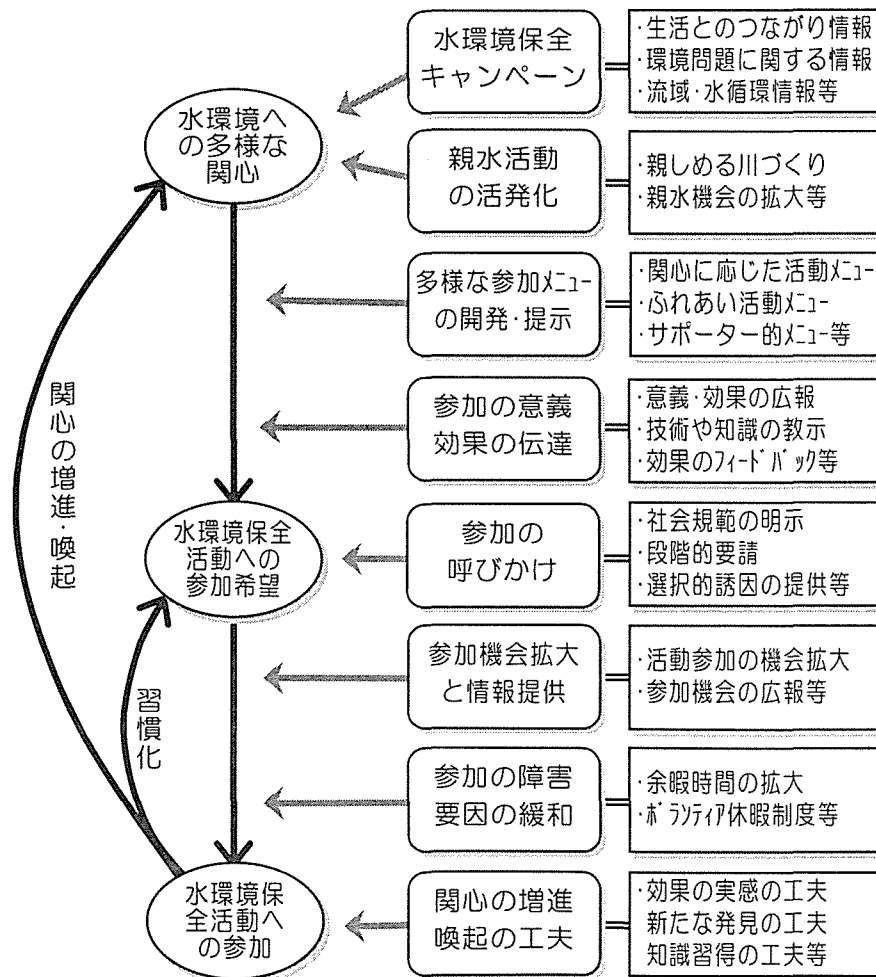 水環境保全
キャンペーン
・生活とのつながり情報
・環境問題に関する情報
・流域・水循環情報等
水環境へ
の多様な
関心
親水活動
の活発化
・親しめる川づくり
・親水機会の拡大等
多様な参加メニュー
の開発・提示
・関心に応じた活動メニュー
・ふれあい活動メニュー
・サポーター的メニュー等
参加の意義
効果の伝達
・意義・効果の広報
・技術や知識の教示
・効果のフィードバック等
関心の増進・喚起
水環境保全
活動への
参加希望
参加の
呼びかけ
・社会規範の明示
・段階的要請
・選択的誘因の提供等
参加機会拡大
と情報提供
・活動参加の機会拡大
・参加機会の広報等
習慣化
参加の障害
要因の緩和
・余暇時間の拡大
・ボランティア休暇制度等
水環境保
全活動へ
の参加
関心の増進
喚起の工夫
・効果の実感の工夫
新たな発見の工夫
知識習得の工夫等